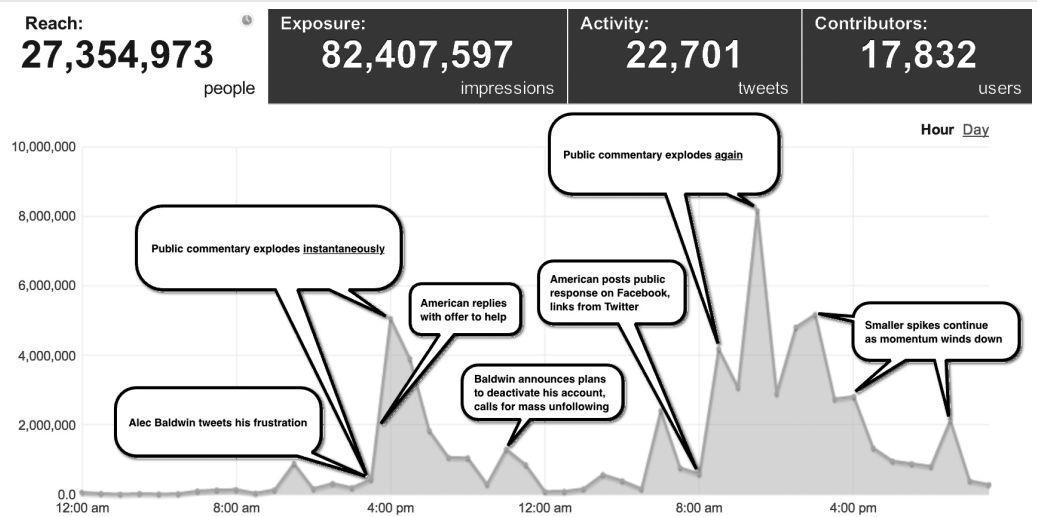 Reach:
27,354,973
people
Exposure:
82,407,597
impressions
Activity:
22,701
tweets
Contributors:
17,832
users
Hour Day
10,000,000
8,000,000
6,000,000
4,000,000
2,000,000
0.0
Public commentary explodes again
Public commentary explodes instantaneously
American replies
with offer to help
American posts public
response on Facebook,
links from Twitter
Smaller spikes continue
as momentum winds down
Baldwin announces plans
to deactivate his account,
calls for mass unfollowing
Alec Baldwin tweets his frustration
12:00 am
8:00 am
4:00 pm
12:00 am
8:00 am
4:00 pm